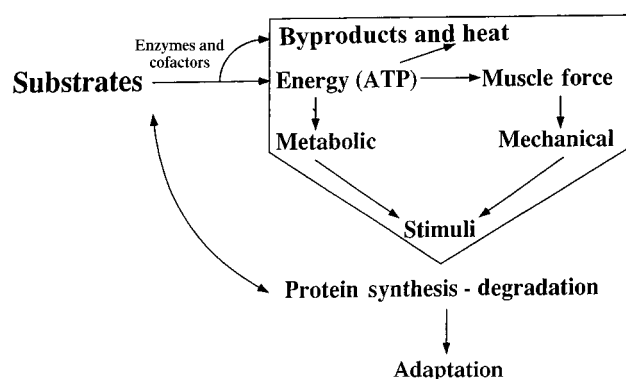 Enzymes and
cofactors
Byproducts and heat
Substrates
Energy (ATP)
Muscle force
Metabolic
Mechanical
Stimuli
Protein synthesis - degradation
Adaptation